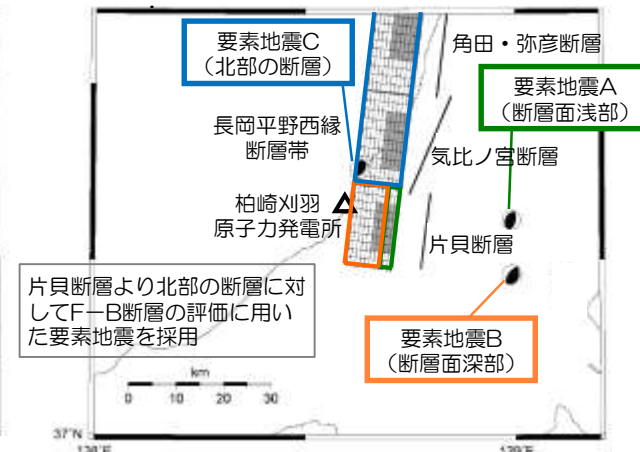 要素地震C
（北部の断層）
角田・弥彦断層
要素地震A
（断層面浅部）
長岡平野西縁
断層帯
気比ノ宮断層
柏崎刈羽
原子力発電所
片貝断層
片貝断層より北部の断層に対
してF－B断層の評価に用い
た要素地震を採用
要素地震B
（断層面深部）
km
0 10 20 30
37°N
138°E
139°E